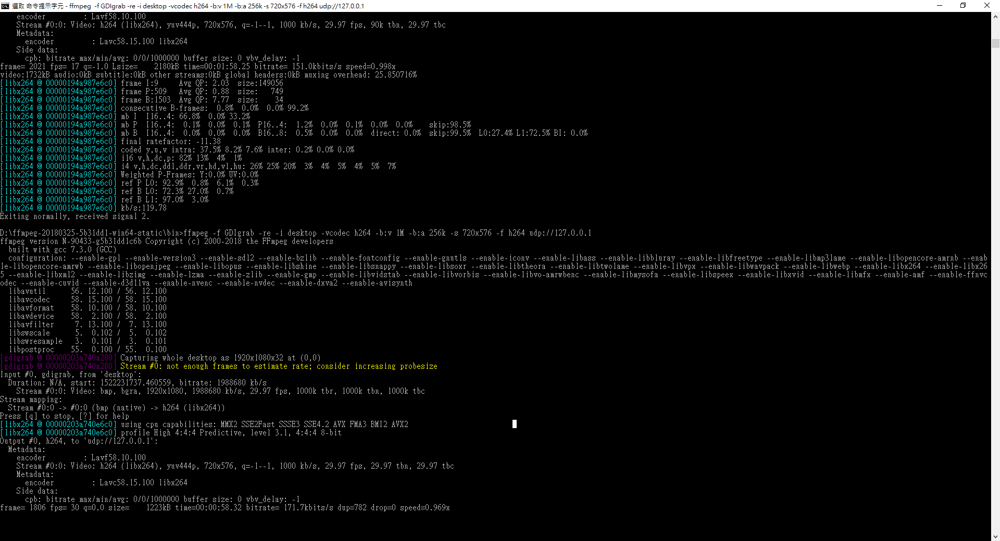 選取 命令提示字元 - ffmpeg  -f GDIgrab -re -i desktop -vcodec h264 -b:v 1M -b:a 256k -s 720x576 -f h264 udp://127.0.0.1
    encoder         : Lavf58.10.100
    Stream #0:0: Video: h264 (libx264), yuv444p, 720x576, q=-1--1, 1000 kb/s, 29.97 fps, 90k tbn, 29.97 tbc
    Metadata:
      encoder         : Lavc58.15.100 libx264
    Side data:
      cpb: bitrate max/min/avg: 0/0/1000000 buffer size: 0 vbv_delay: -1
frame= 2021 fps= 17 q=-1.0 Lsize=    2180kB time=00:01:58.25 bitrate= 151.0kbits/s speed=0.998x
video:1732kB audio:0kB subtitle:0kB other streams:0kB global headers:0kB muxing overhead: 25.850716%
[libx264 @ 00000194a987e6c0] frame I:9     Avg QP: 2.03  size:149056
[libx264 @ 00000194a987e6c0] frame P:509   Avg QP: 0.88  size:   749
[libx264 @ 00000194a987e6c0] frame B:1503  Avg QP: 7.77  size:    34
[libx264 @ 00000194a987e6c0] consecutive B-frames:  0.8%  0.0%  0.0% 99.2%
[libx264 @ 00000194a987e6c0] mb I  I16..4: 66.8%  0.0% 33.2%
[libx264 @ 00000194a987e6c0] mb P  I16..4:  0.1%  0.0%  0.1%  P16..4:  1.2%  0.0%  0.1%  0.0%  0.0%    skip:98.5%
[libx264 @ 00000194a987e6c0] mb B  I16..4:  0.0%  0.0%  0.0%  B16..8:  0.5%  0.0%  0.0%  direct: 0.0%  skip:99.5%  L0:27.4% L1:72.5% BI: 0.0%
[libx264 @ 00000194a987e6c0] final ratefactor: -11.38
[libx264 @ 00000194a987e6c0] coded y,u,v intra: 37.5% 8.2% 7.6% inter: 0.2% 0.0% 0.0%
[libx264 @ 00000194a987e6c0] i16 v,h,dc,p: 82% 13%  4%  1%
[libx264 @ 00000194a987e6c0] i4 v,h,dc,ddl,ddr,vr,hd,vl,hu: 26% 25% 20%  3%  4%  5%  4%  5%  7%
[libx264 @ 00000194a987e6c0] Weighted P-Frames: Y:0.0% UV:0.0%
[libx264 @ 00000194a987e6c0] ref P L0: 92.9%  0.8%  6.1%  0.3%
[libx264 @ 00000194a987e6c0] ref B L0: 72.3% 27.0%  0.7%
[libx264 @ 00000194a987e6c0] ref B L1: 97.0%  3.0%
[libx264 @ 00000194a987e6c0] kb/s:119.78
Exiting normally, received signal 2.
D:\ffmpeg-20180325-5b31dd1-win64-static\bin>ffmpeg -f GDIgrab -re -i desktop -vcodec h264 -b:v 1M -b:a 256k -s 720x576 -f h264 udp://127.0.0.1
ffmpeg version N-90433-g5b31dd1c6b Copyright (c) 2000-2018 the FFmpeg developers
  built with gcc 7.3.0 (GCC)
  configuration: --enable-gpl --enable-version3 --enable-sdl2 --enable-bzlib --enable-fontconfig --enable-gnutls --enable-iconv --enable-libass --enable-libbluray --enable-libfreetype --enable-libmp3lame --enable-libopencore-amrnb --enab
le-libopencore-amrwb --enable-libopenjpeg --enable-libopus --enable-libshine --enable-libsnappy --enable-libsoxr --enable-libtheora --enable-libtwolame --enable-libvpx --enable-libwavpack --enable-libwebp --enable-libx264 --enable-libx26
5 --enable-libxml2 --enable-libzimg --enable-lzma --enable-zlib --enable-gmp --enable-libvidstab --enable-libvorbis --enable-libvo-amrwbenc --enable-libmysofa --enable-libspeex --enable-libxvid --enable-libmfx --enable-amf --enable-ffnvc
odec --enable-cuvid --enable-d3d11va --enable-nvenc --enable-nvdec --enable-dxva2 --enable-avisynth
  libavutil      56. 12.100 / 56. 12.100
  libavcodec     58. 15.100 / 58. 15.100
  libavformat    58. 10.100 / 58. 10.100
  libavdevice    58.  2.100 / 58.  2.100
  libavfilter     7. 13.100 /  7. 13.100
  libswscale      5.  0.102 /  5.  0.102
  libswresample   3.  0.101 /  3.  0.101
  libpostproc    55.  0.100 / 55.  0.100
[gdigrab @ 00000203a740a280] Capturing whole desktop as 1920x1080x32 at (0,0)
[gdigrab @ 00000203a740a280] Stream #0: not enough frames to estimate rate; consider increasing probesize
Input #0, gdigrab, from 'desktop':
  Duration: N/A, start: 1522231737.460559, bitrate: 1988680 kb/s
    Stream #0:0: Video: bmp, bgra, 1920x1080, 1988680 kb/s, 29.97 fps, 1000k tbr, 1000k tbn, 1000k tbc
Stream mapping:
  Stream #0:0 -> #0:0 (bmp (native) -> h264 (libx264))
Press [q] to stop, [?] for help
[libx264 @ 00000203a740e6c0] using cpu capabilities: MMX2 SSE2Fast SSSE3 SSE4.2 AVX FMA3 BMI2 AVX2
[libx264 @ 00000203a740e6c0] profile High 4:4:4 Predictive, level 3.1, 4:4:4 8-bit
Output #0, h264, to 'udp://127.0.0.1':
  Metadata:
    encoder         : Lavf58.10.100
    Stream #0:0: Video: h264 (libx264), yuv444p, 720x576, q=-1--1, 1000 kb/s, 29.97 fps, 29.97 tbn, 29.97 tbc
    Metadata:
      encoder         : Lavc58.15.100 libx264
    Side data:
      cpb: bitrate max/min/avg: 0/0/1000000 buffer size: 0 vbv_delay: -1
frame= 1806 fps= 30 q=0.0 size=    1223kB time=00:00:58.32 bitrate= 171.7kbits/s dup=782 drop=0 speed=0.969x